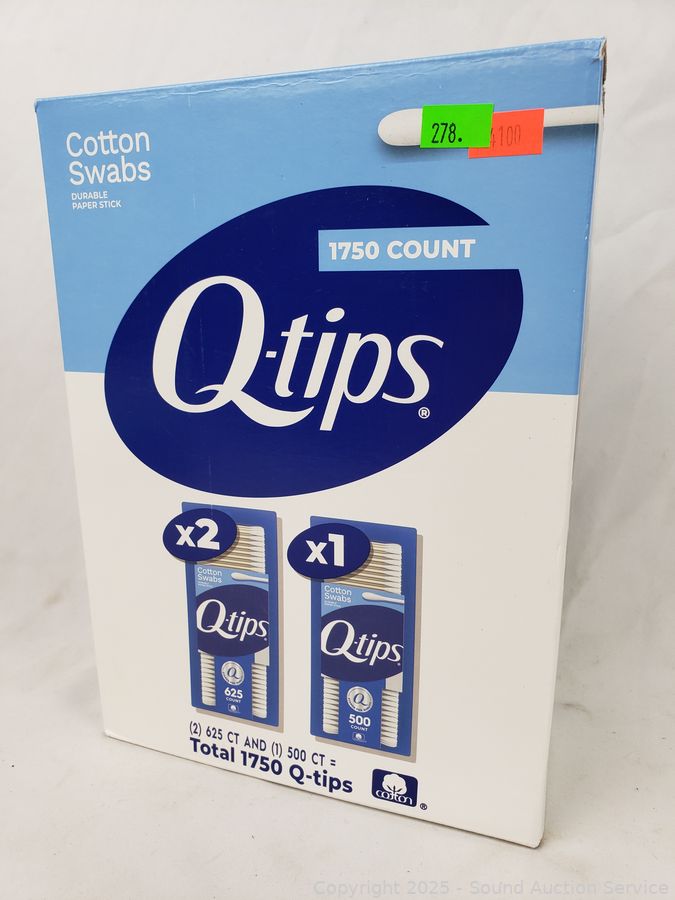 Cotton
Swabs
DURABLE
PAPER STICK
278.
4100
1750 COUNT
Q-tips®
x2
x1
Cotton
Swabs
Q-tips
625
COUNT
Cotton
Swabs
Q-tips
500
COUNT
(2) 625 CT AND (1) 500 CT =
Total 1750 Q-tips
cotton ®
Copyright 2025 - Sound Auction Service